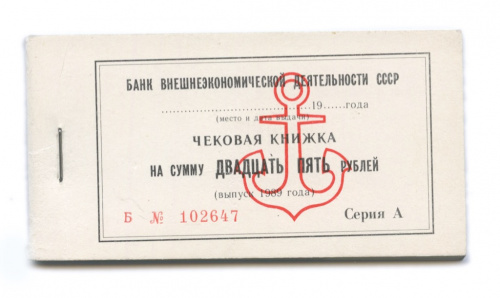 БАНК ВНЕШНЕЭКОНОМИЧЕСКОЙ ДЕЯТЕЛЬНОСТИ СССР
........................................19......года
(место и дата выдачи)
ЧЕКОВАЯ КНИЖКА
НА СУММУ ДВАДЦАТЬ ПЯТЬ РУБЛЕЙ
(выпуск 1989 года)
Б № 102647 Серия А